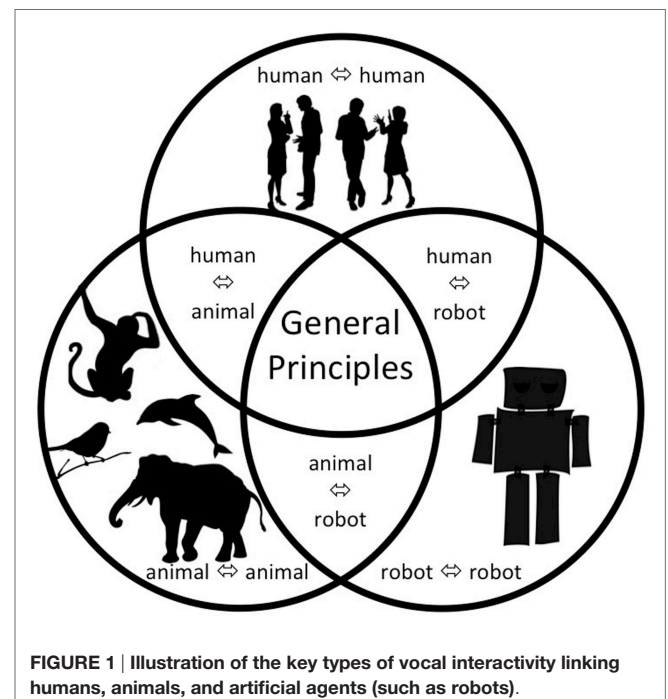 human ⇔ human
human
⇔
animal
human
⇔
robot
General
Principles
animal
⇔
robot
animal ⇔ animal
robot ⇔ robot
FIGURE 1 | Illustration of the key types of vocal interactivity linking
humans, animals, and artificial agents (such as robots).